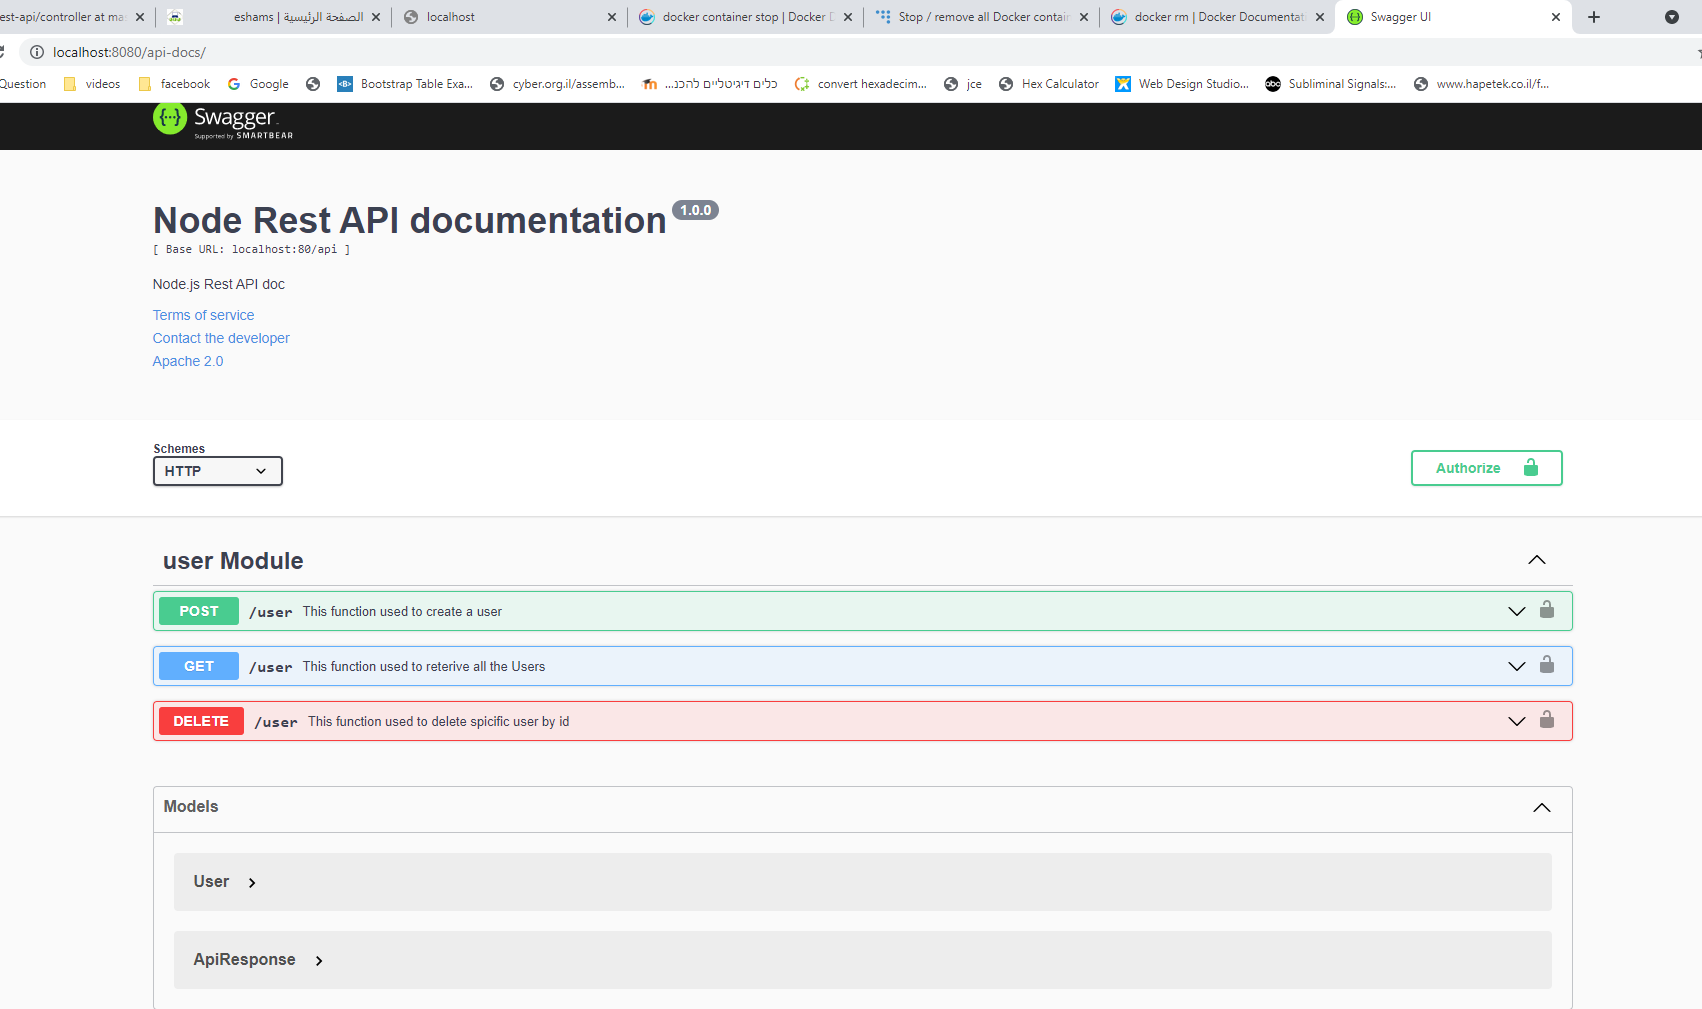 est-api/controller at ma
eshams | الصفحة الرئيسية
localhost
docker container stop | Docker D
Stop / remove all Docker contain
docker rm | Docker Documentati
Swagger UI
localhost:8080/api-docs/
Question
videos
facebook
Google
<B>
Bootstrap Table Exa...
cyber.org.il/assemb...
כלים דיגיטליים להכנ...
convert hexadecim...
jce
Hex Calculator
Web Design Studio...
abc
Subliminal Signals:...
www.hapetek.co.il/f...
{··} Swagger
Supported by SMARTBEAR
Node Rest API documentation 1.0.0
[ Base URL: localhost:80/api ]
Node.js Rest API doc
Terms of service
Contact the developer
Apache 2.0
Schemes
HTTP
Authorize
user Module
POST /user This function used to create a user
GET /user This function used to reterive all the Users
DELETE /user This function used to delete spicific user by id
Models
User
ApiResponse